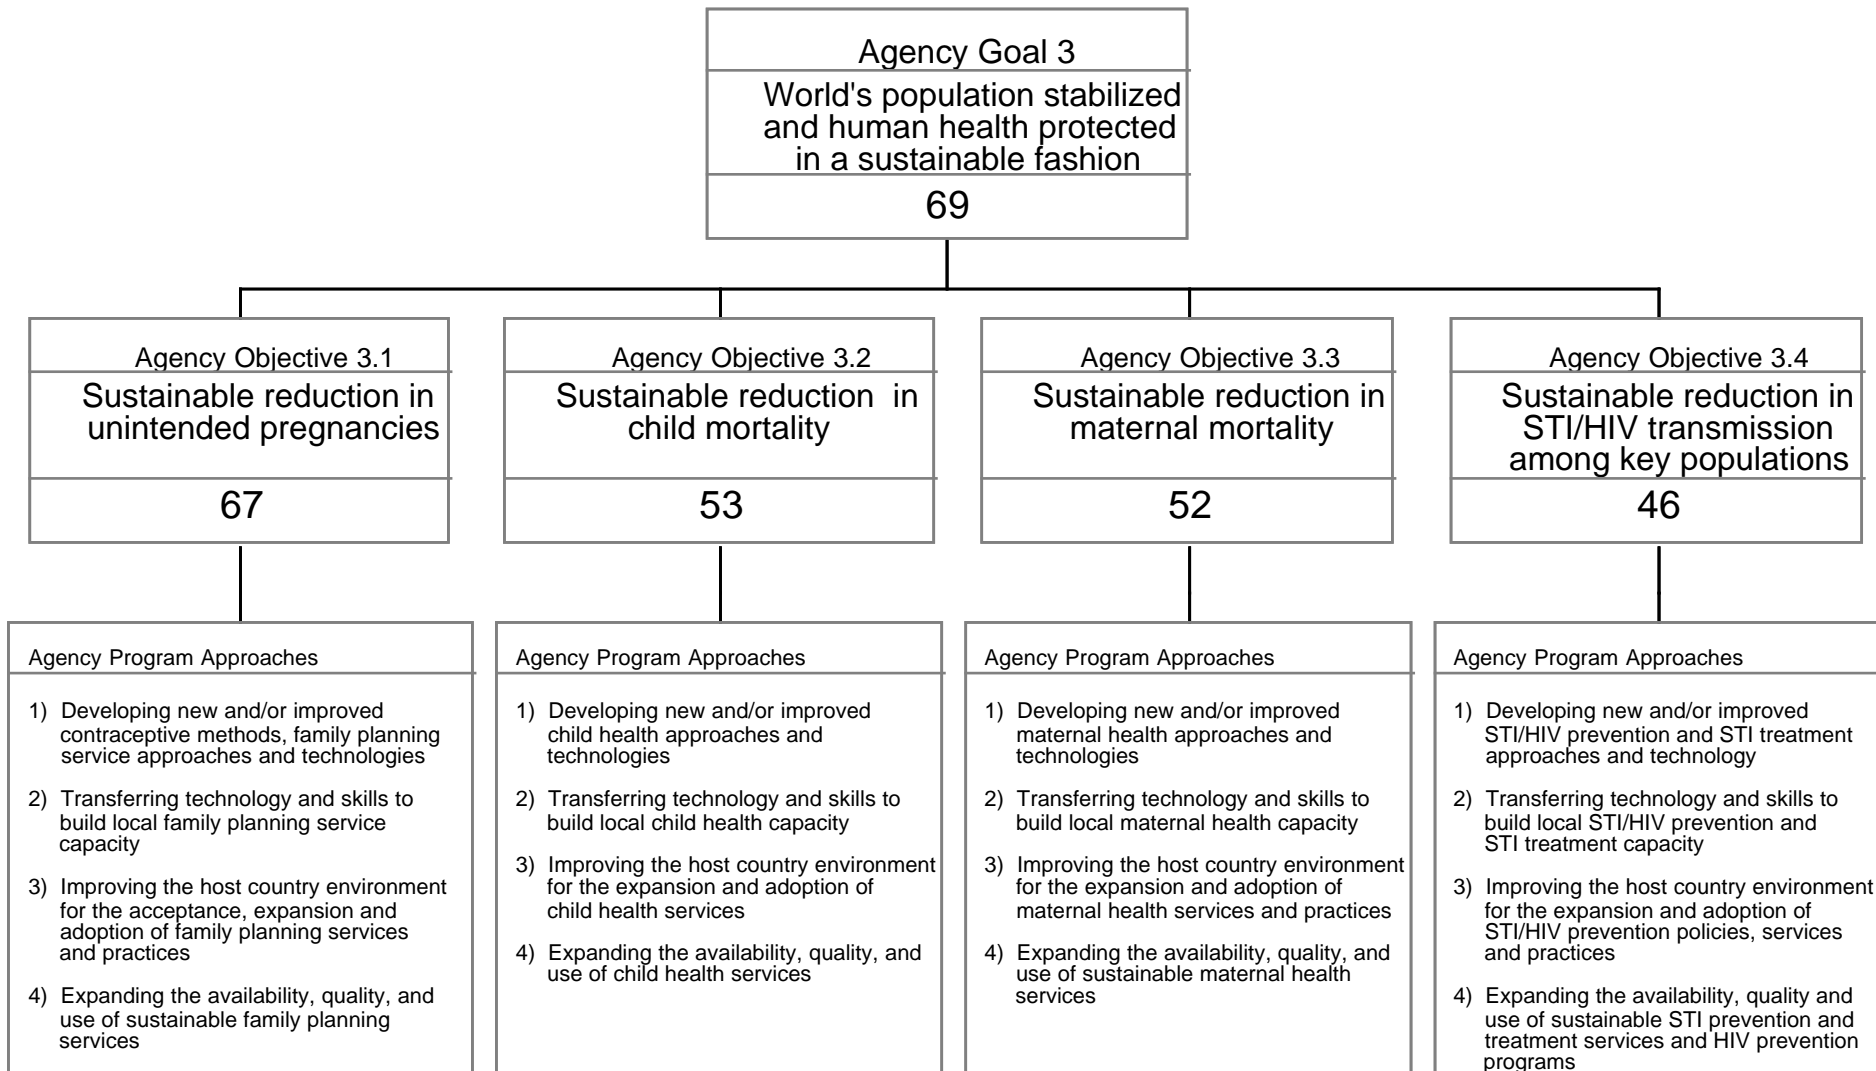 Agency Goal 3
World's population stabilized
and human health protected
in a sustainable fashion
69
Agency Objective 3.1
Sustainable reduction in
unintended pregnancies
67
Agency Objective 3.2
Sustainable reduction in
child mortality
53
Agency Objective 3.3
Sustainable reduction in
maternal mortality
52
Agency Objective 3.4
Sustainable reduction in
STI/HIV transmission
among key populations
46
Agency Program Approaches
1) Developing new and/or improved
contraceptive methods, family planning
service approaches and technologies
2) Transferring technology and skills to
build local family planning service
capacity
3) Improving the host country environment
for the acceptance, expansion and
adoption of family planning services
and practices
4) Expanding the availability, quality, and
use of sustainable family planning
services
Agency Program Approaches
1) Developing new and/or improved
child health approaches and
technologies
2) Transferring technology and skills to
build local child health capacity
3) Improving the host country environment
for the expansion and adoption of
child health services
4) Expanding the availability, quality, and
use of child health services
Agency Program Approaches
1) Developing new and/or improved
maternal health approaches and
technologies
2) Transferring technology and skills to
build local maternal health capacity
3) Improving the host country environment
for the expansion and adoption of
maternal health services and practices
4) Expanding the availability, quality, and
use of sustainable maternal health
services
Agency Program Approaches
1) Developing new and/or improved
STI/HIV prevention and STI treatment
approaches and technology
2) Transferring technology and skills to
build local STI/HIV prevention and
STI treatment capacity
3) Improving the host country environment
for the expansion and adoption of
STI/HIV prevention policies, services
and practices
4) Expanding the availability, quality and
use of sustainable STI prevention and
treatment services and HIV prevention
programs